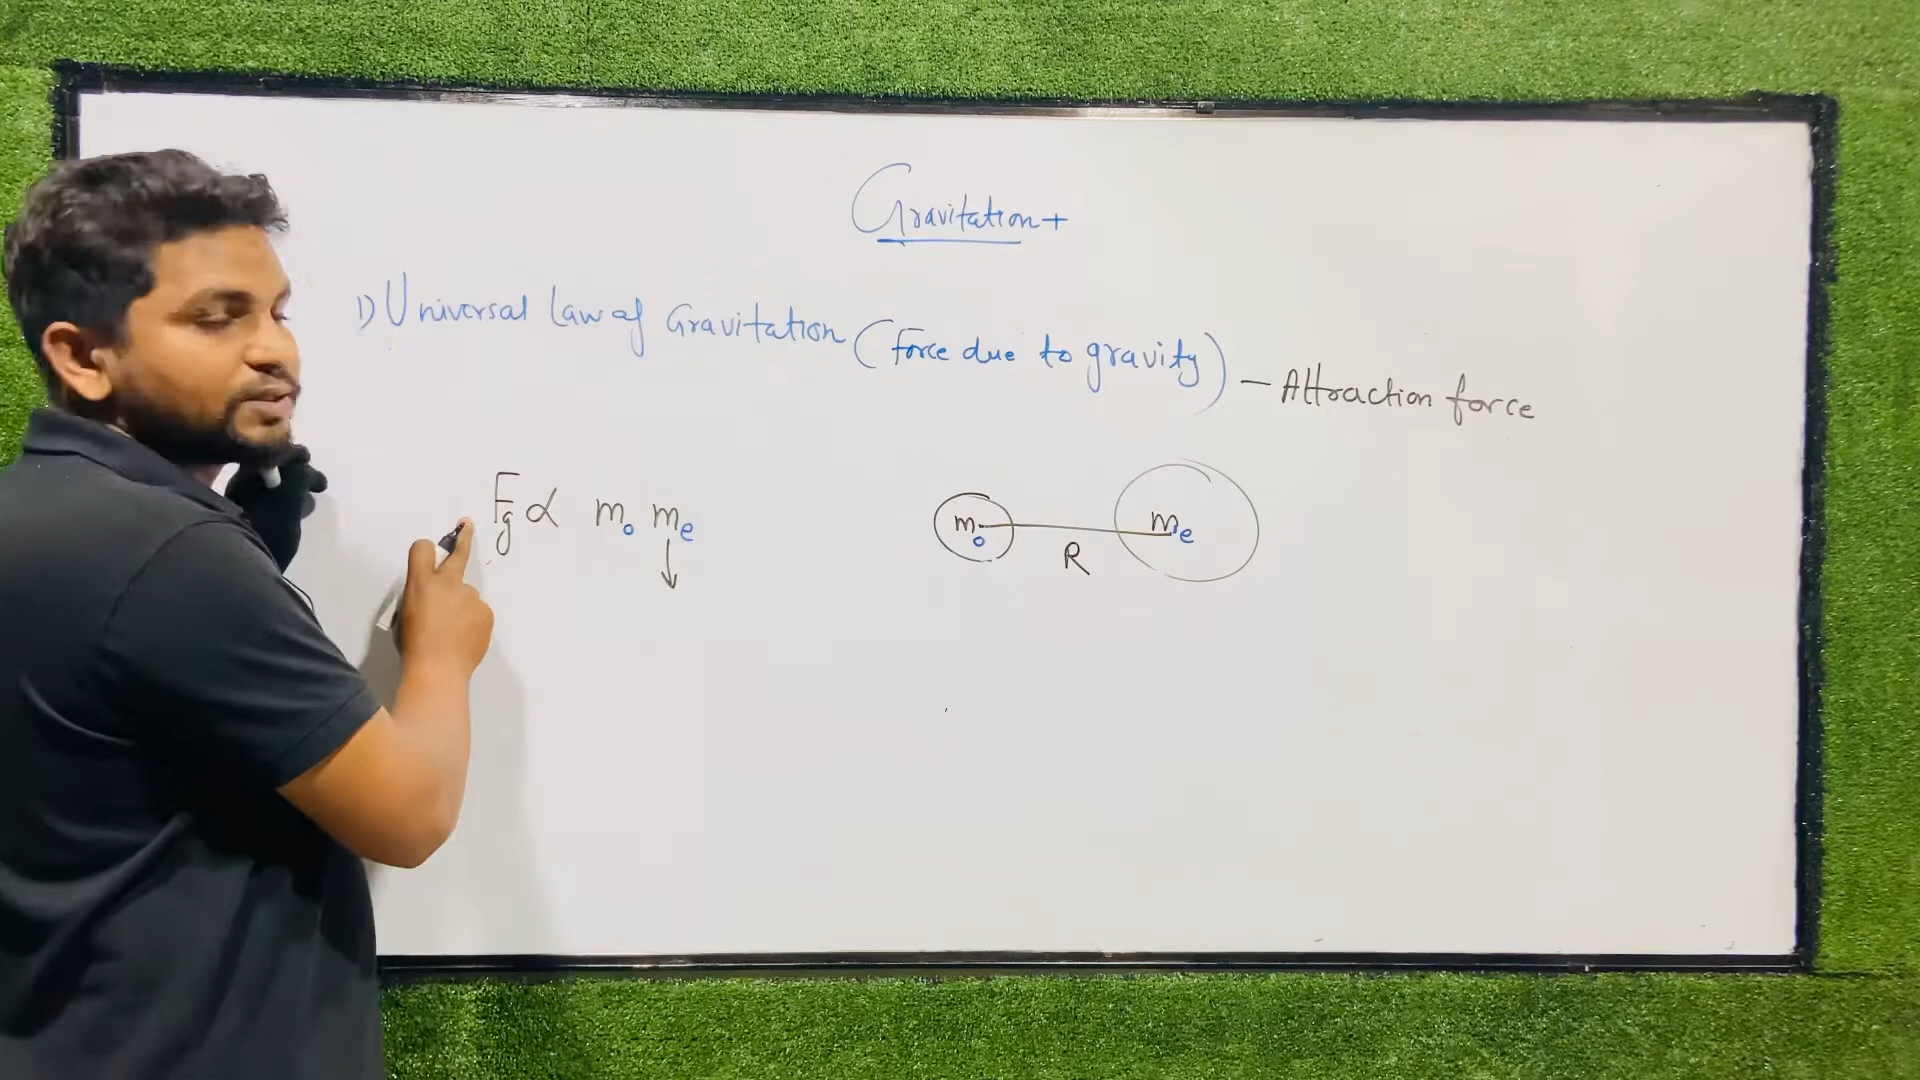 Gravitation +
1) Universal Law of Gravitation (Force due to gravity) – Attraction force
Fg ∝ mo me
mo
R
me